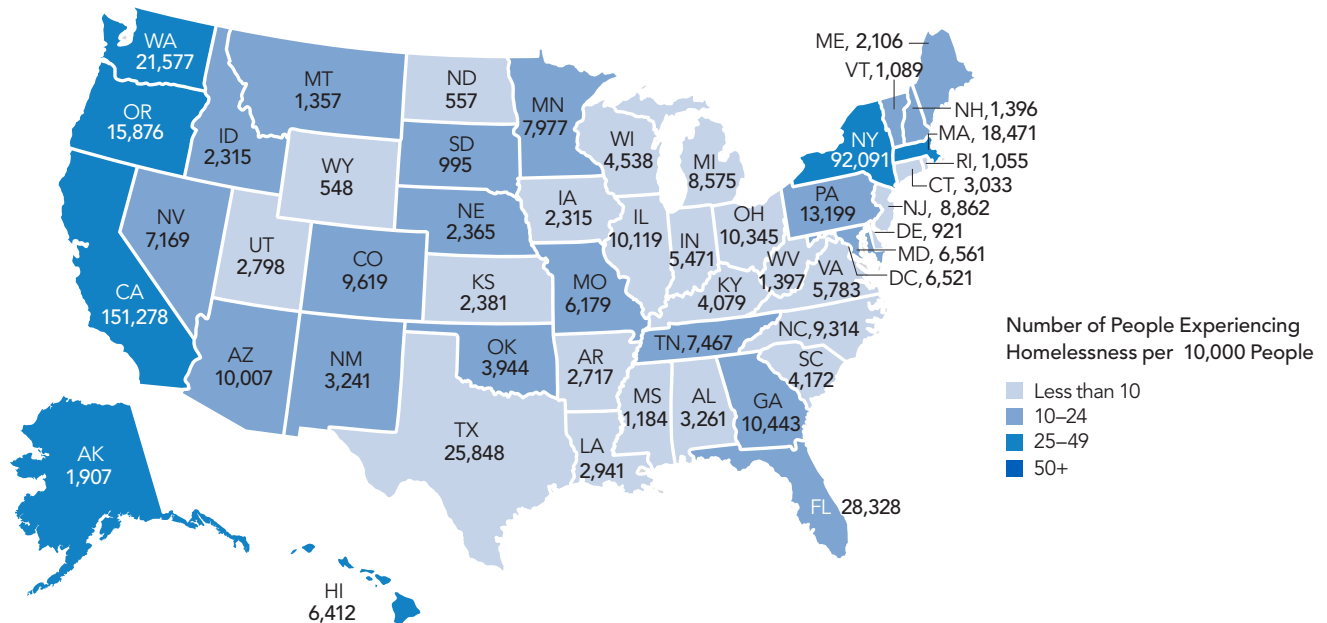 WA
21,577
OR
15,876
CA
151,278
ID
2,315
NV
7,169
MT
1,357
WY
548
UT
2,798
AZ
10,007
CO
9,619
NM
3,241
ND
557
SD
995
NE
2,365
KS
2,381
OK
3,944
TX
25,848
MN
7,977
IA
2,315
MO
6,179
AR
2,717
LA
2,941
WI
4,538
IL
10,119
MI
8,575
IN
5,471
OH
10,345
KY
4,079
TN, 7,467
MS
1,184
AL
3,261
GA
10,443
FL 28,328
SC
4,172
NC, 9,314
VA
5,783
WV
1,397
PA
13,199
NY
92,091
ME, 2,106
VT, 1,089
NH, 1,396
MA, 18,471
RI, 1,055
CT, 3,033
NJ, 8,862
DE, 921
MD, 6,561
DC, 6,521
AK
1,907
HI
6,412
Number of People Experiencing
Homelessness per 10,000 People
Less than 10
10–24
25–49
50+